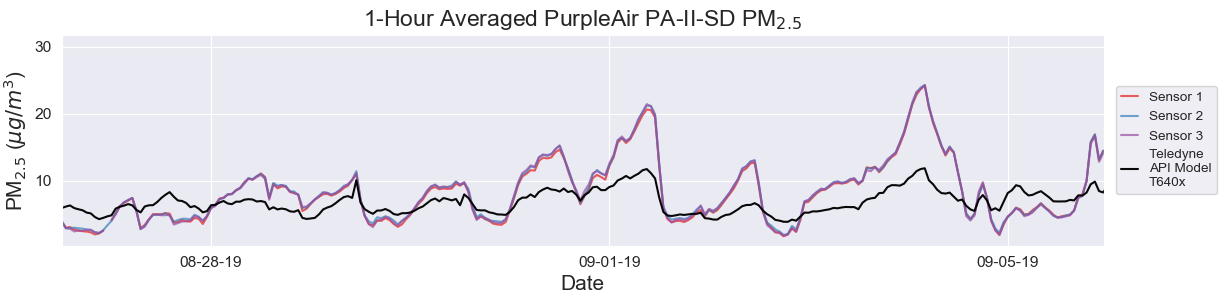 1-Hour Averaged PurpleAir PA-II-SD PM2.5
PM2.5 (μg/m³)
30
20
10
08-28-19
09-01-19
09-05-19
Date
Sensor 1
Sensor 2
Sensor 3
Teledyne
API Model
T640x